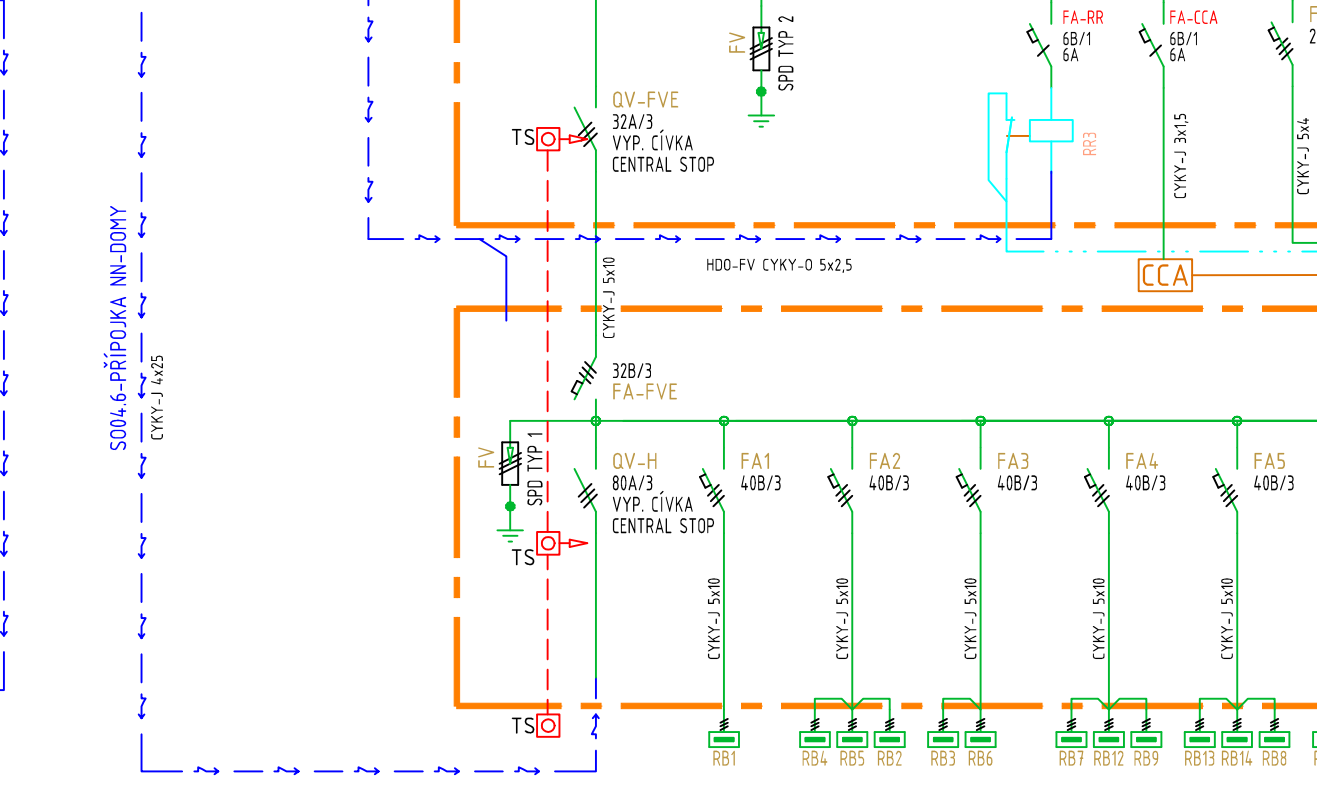 FV
SPD TYP 2
FA-RR
6B/1
6A
FA-CCA
6B/1
6A
QV-FVE
32A/3
VYP. CÍVKA
CENTRAL STOP
TS
RR3
CYKY-J 3x1,5
CYKY-J 5x4
HDO-FV CYKY-O 5x2,5
CCA
CYKY-J 5x10
SO04.6-PŘÍPOJKA NN-DOMY
CYKY-J 4x25
32B/3
FA-FVE
FV
SPD TYP 1
QV-H
80A/3
VYP. CÍVKA
CENTRAL STOP
TS
FA1
40B/3
FA2
40B/3
FA3
40B/3
FA4
40B/3
FA5
40B/3
CYKY-J 5x10
CYKY-J 5x10
CYKY-J 5x10
CYKY-J 5x10
CYKY-J 5x10
TS
RB1
RB4
RB5
RB2
RB3
RB6
RB7
RB12
RB9
RB13
RB14
RB8